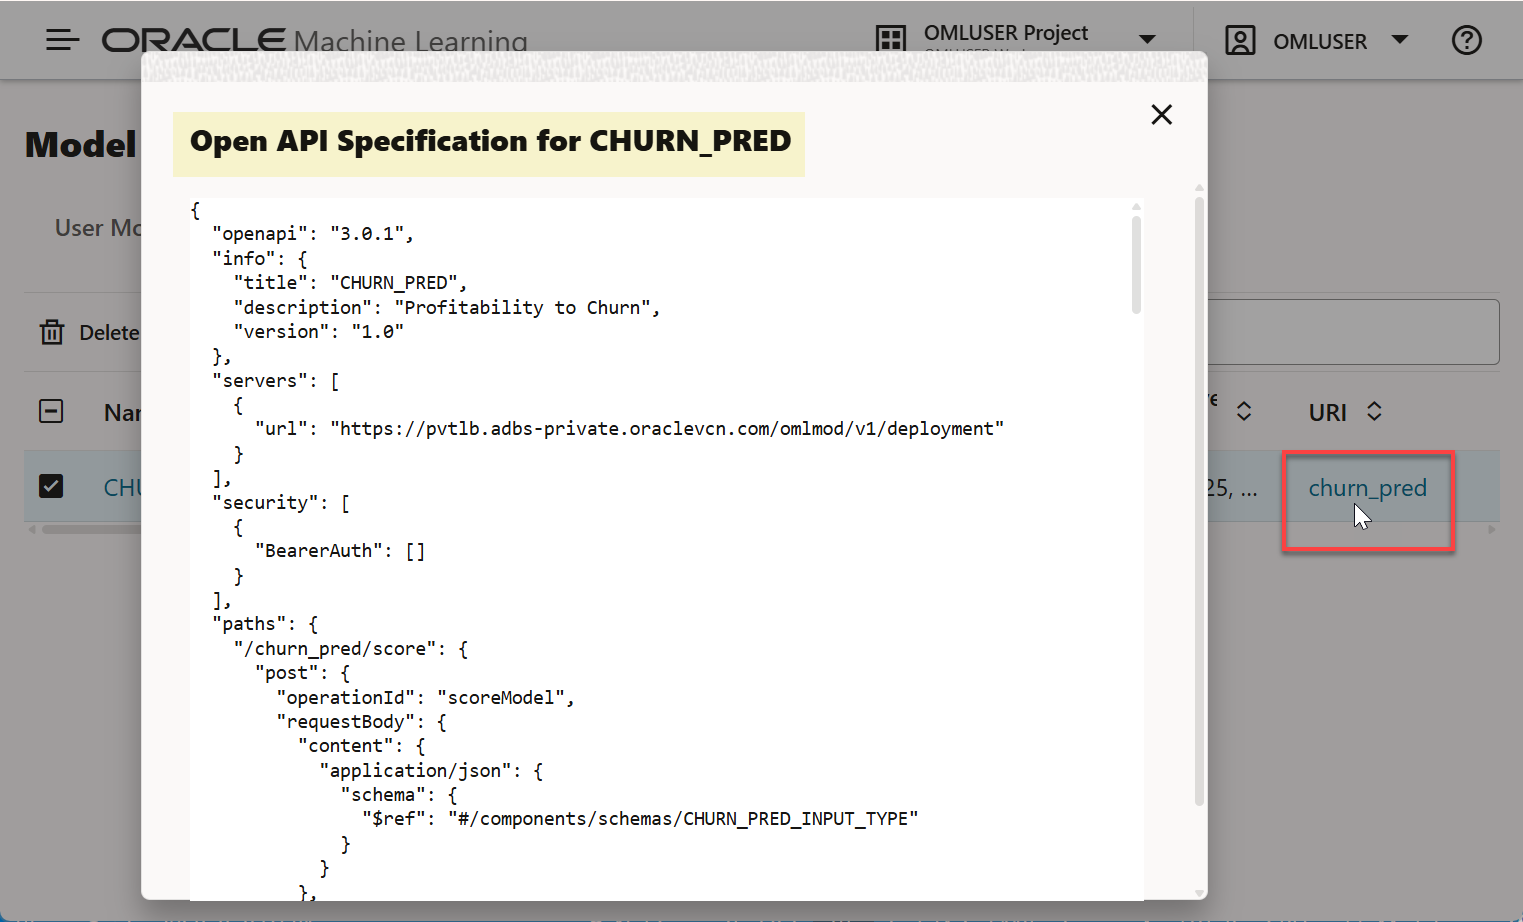 ORACLE Machine Learning
OMLUSER Project
OMLUSER
Model
User Mo
Delete
Nar
URI
CHU
25, ...
churn_pred
Open API Specification for CHURN_PRED
{
  "openapi": "3.0.1",
  "info": {
    "title": "CHURN_PRED",
    "description": "Profitability to Churn",
    "version": "1.0"
  },
  "servers": [
    {
      "url": "https://pvtlb.adbs-private.oraclevcn.com/omlmod/v1/deployment"
    }
  ],
  "security": [
    {
      "BearerAuth": []
    }
  ],
  "paths": {
    "/churn_pred/score": {
      "post": {
        "operationId": "scoreModel",
        "requestBody": {
          "content": {
            "application/json": {
              "schema": {
                "$ref": "#/components/schemas/CHURN_PRED_INPUT_TYPE"
              }
            }
          },